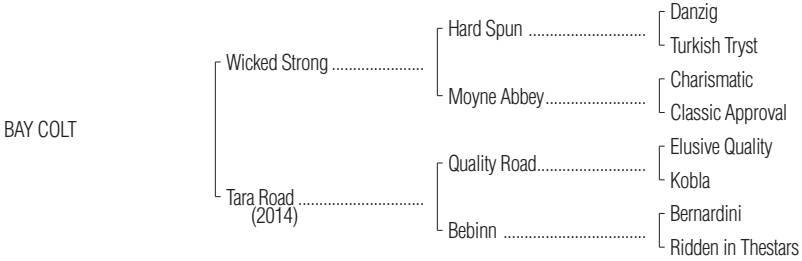 Danzig
Hard Spun ............................
Turkish Tryst
Wicked Strong ......................
Charismatic
Moyne Abbey........................
Classic Approval
BAY COLT
Elusive Quality
Quality Road..........................
Kobla
Tara Road ..............................
(2014)
Bernardini
Bebinn ..................................
Ridden in Thestars